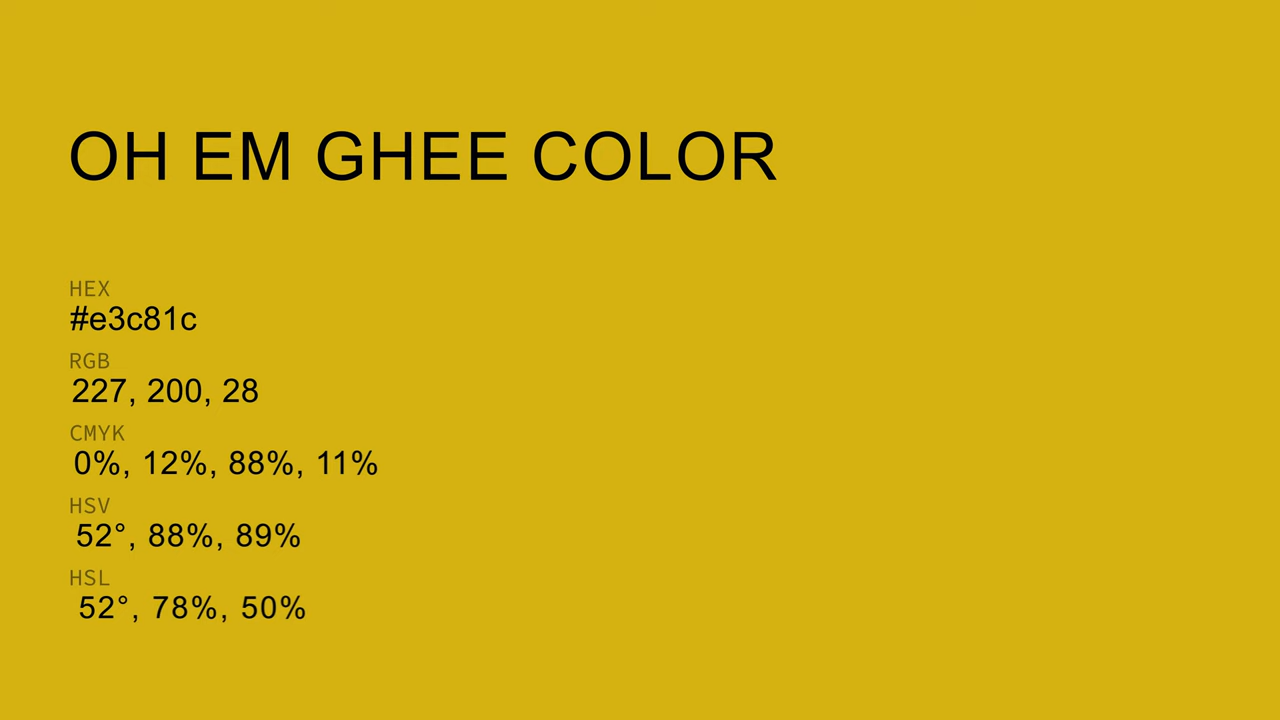 OH EM GHEE COLOR
HEX
#e3c81c
RGB
227, 200, 28
CMYK
0%, 12%, 88%, 11%
HSV
52°, 88%, 89%
HSL
52°, 78%, 50%